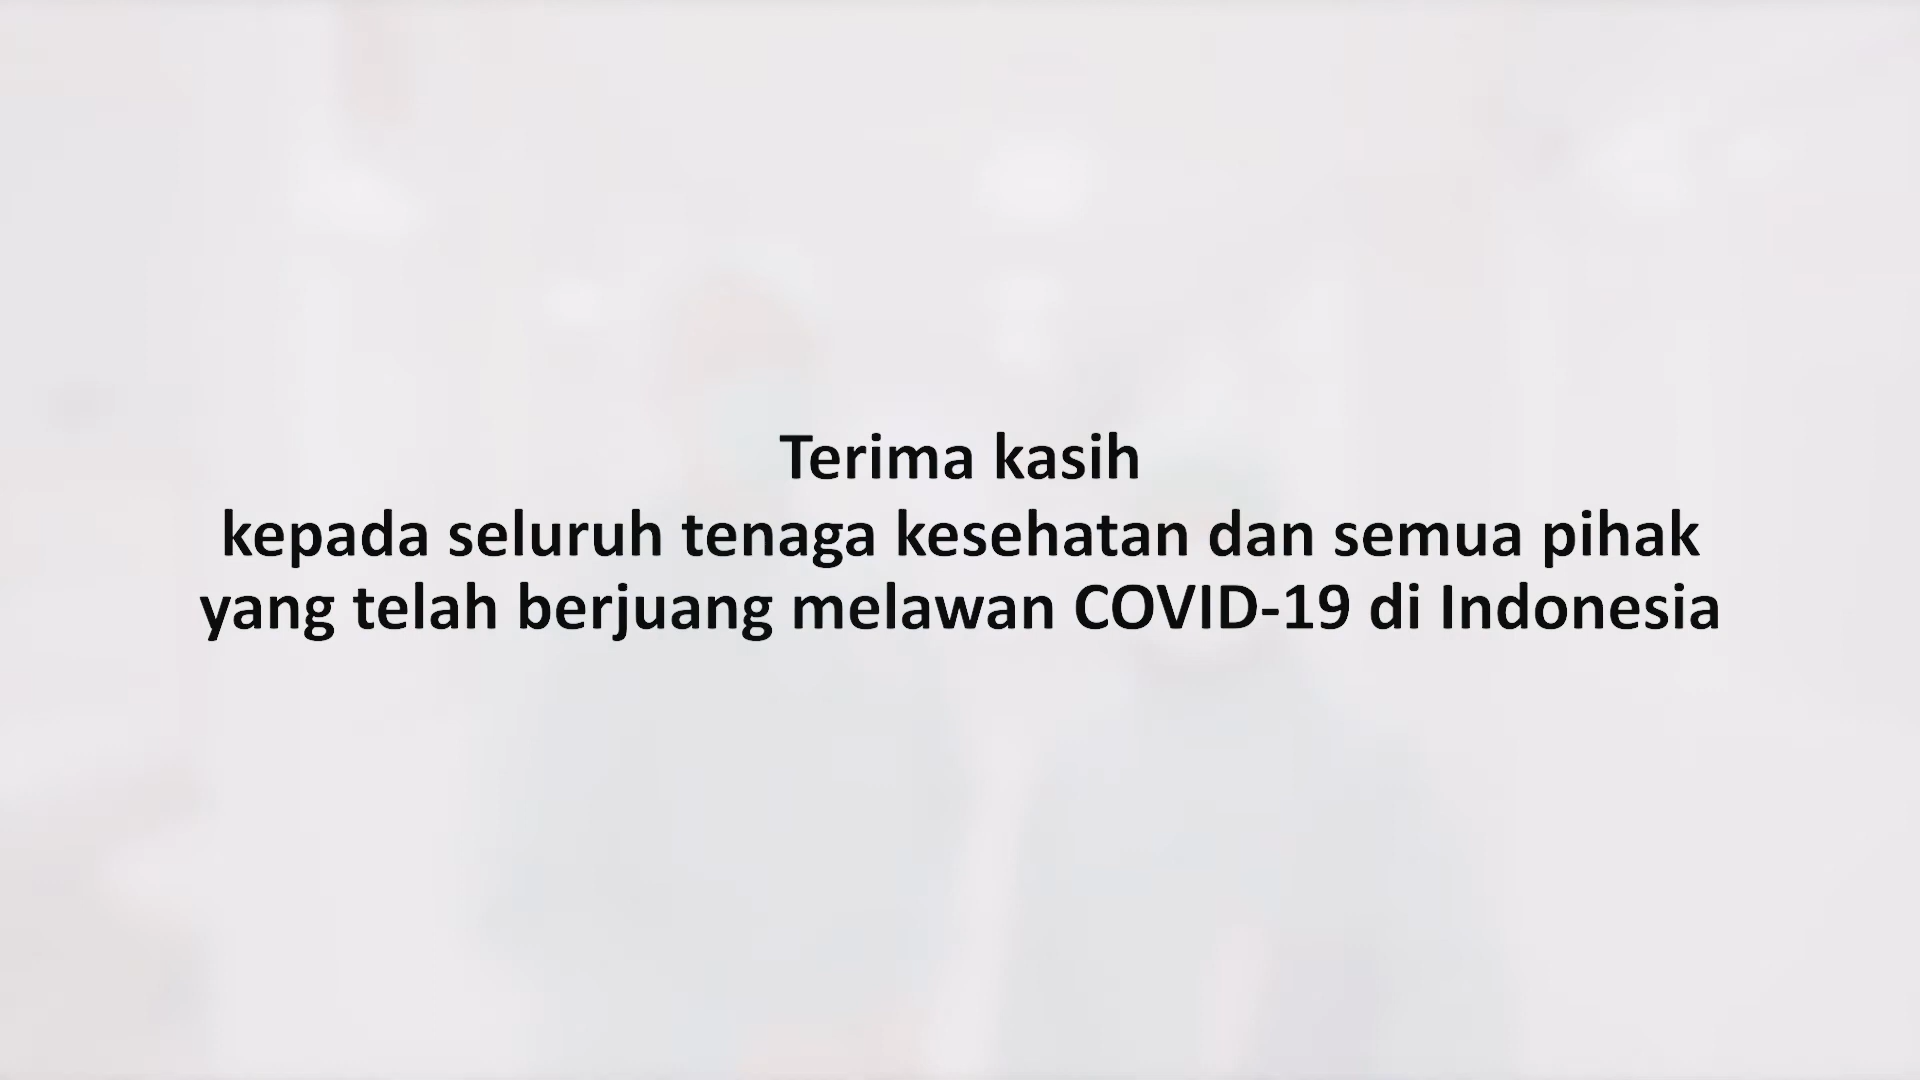 Terima kasih
kepada seluruh tenaga kesehatan dan semua pihak
yang telah berjuang melawan COVID-19 di Indonesia